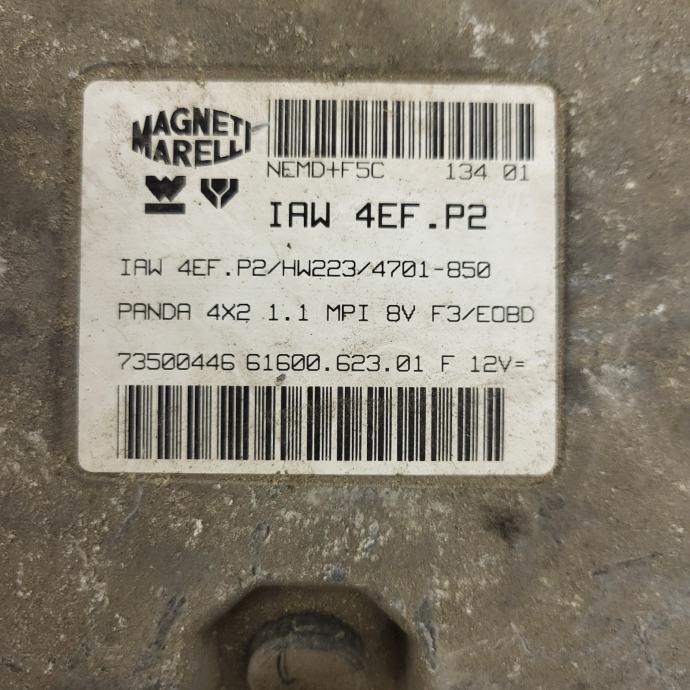 MAGNETI
MARELLI
NEMD+F5C 134 01
IAW 4EF.P2
IAW 4EF.P2/HW223/4701-850
PANDA 4X2 1.1 MPI 8V F3/EOBD
73500446 61600.623.01 F 12V=